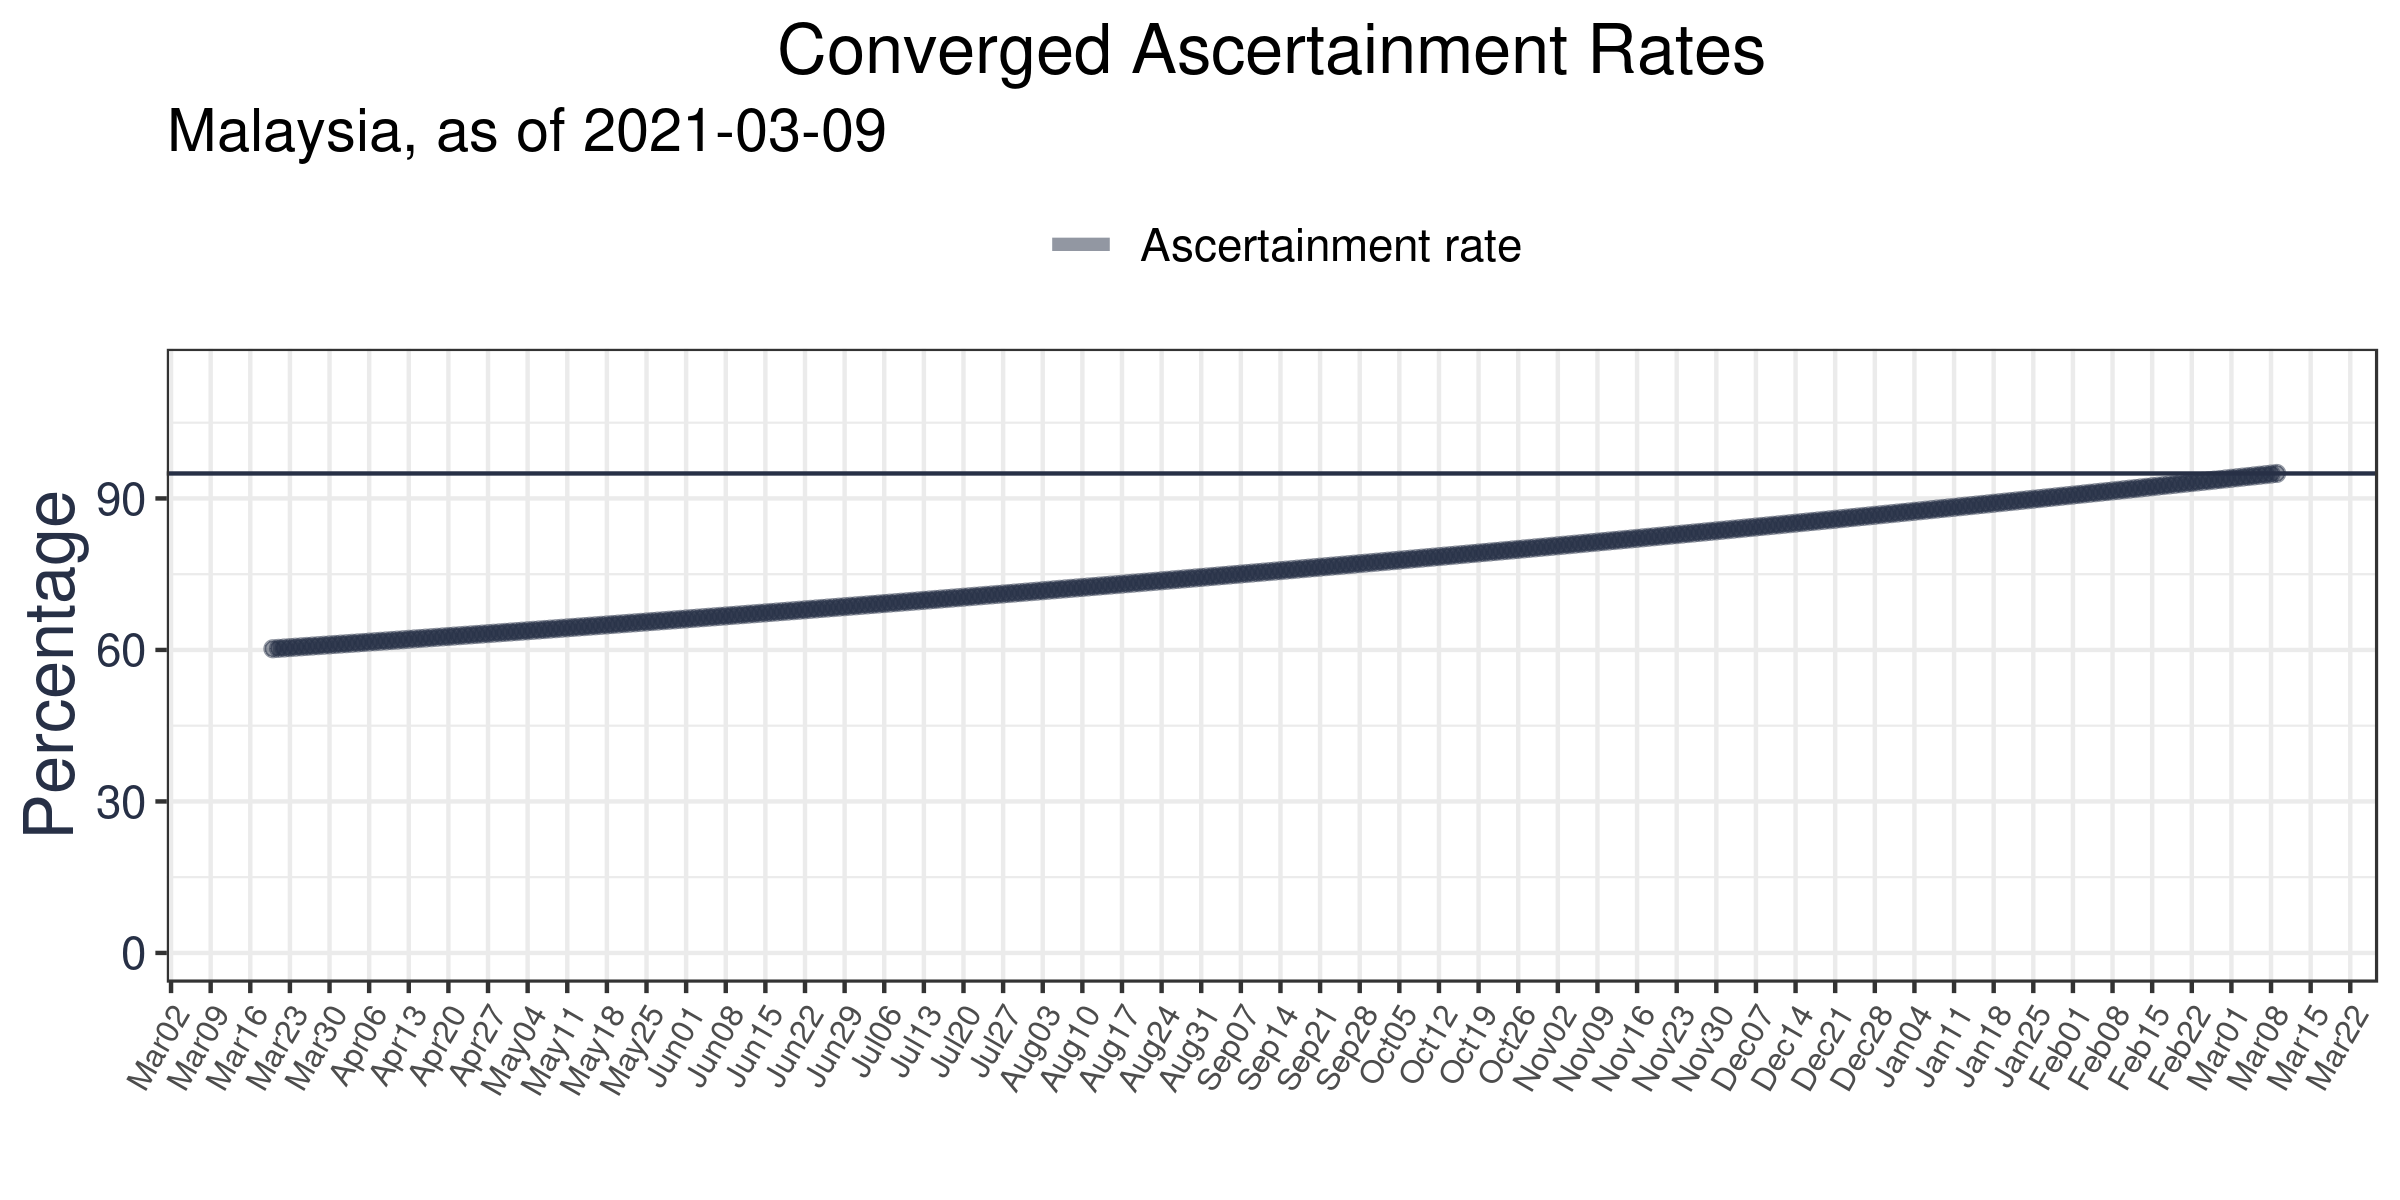 Converged Ascertainment Rates
Malaysia, as of 2021-03-09
Ascertainment rate
Percentage
90
60
30
0
Mar02
Mar09
Mar16
Mar23
Mar30
Apr06
Apr13
Apr20
Apr27
May04
May11
May18
May25
Jun01
Jun08
Jun15
Jun22
Jun29
Jul06
Jul13
Jul20
Jul27
Aug03
Aug10
Aug17
Aug24
Aug31
Sep07
Sep14
Sep21
Sep28
Oct05
Oct12
Oct19
Oct26
Nov02
Nov09
Nov16
Nov23
Nov30
Dec07
Dec14
Dec21
Dec28
Jan04
Jan11
Jan18
Jan25
Feb01
Feb08
Feb15
Feb22
Mar01
Mar08
Mar15
Mar22